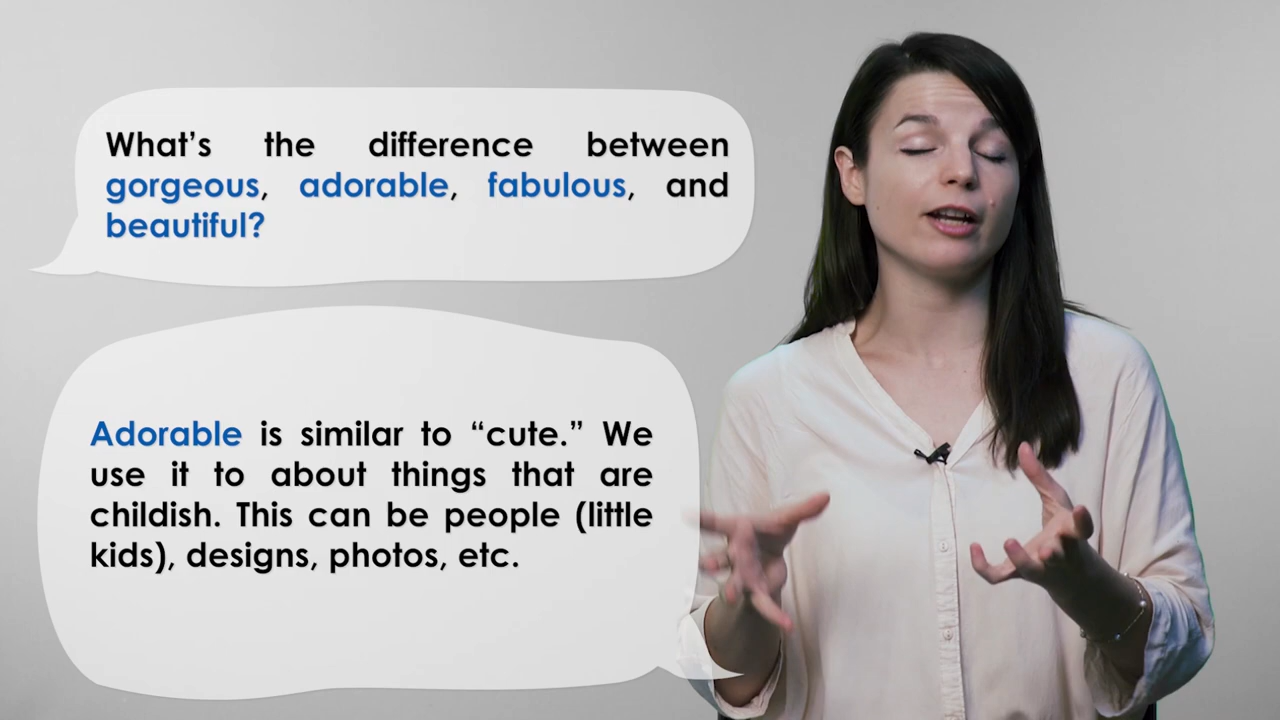 What's the difference between
gorgeous, adorable, fabulous, and
beautiful?
Adorable is similar to “cute.” We
use it to about things that are
childish. This can be people (little
kids), designs, photos, etc.